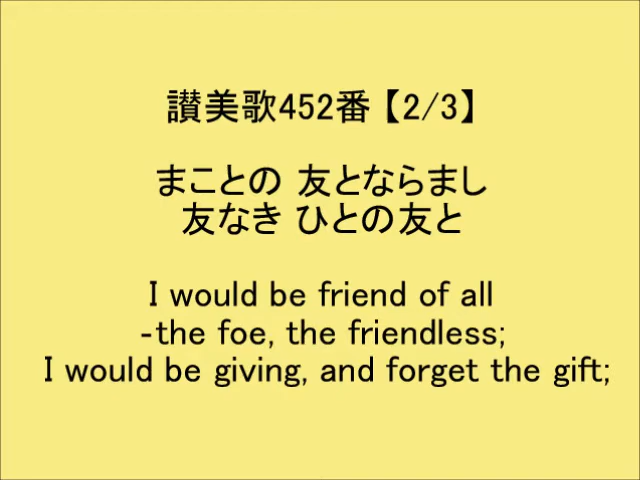 讃美歌452番【2/3】
まことの 友とならまし
友なき ひとの友と
I would be friend of all
-the foe, the friendless;
I would be giving, and forget the gift;